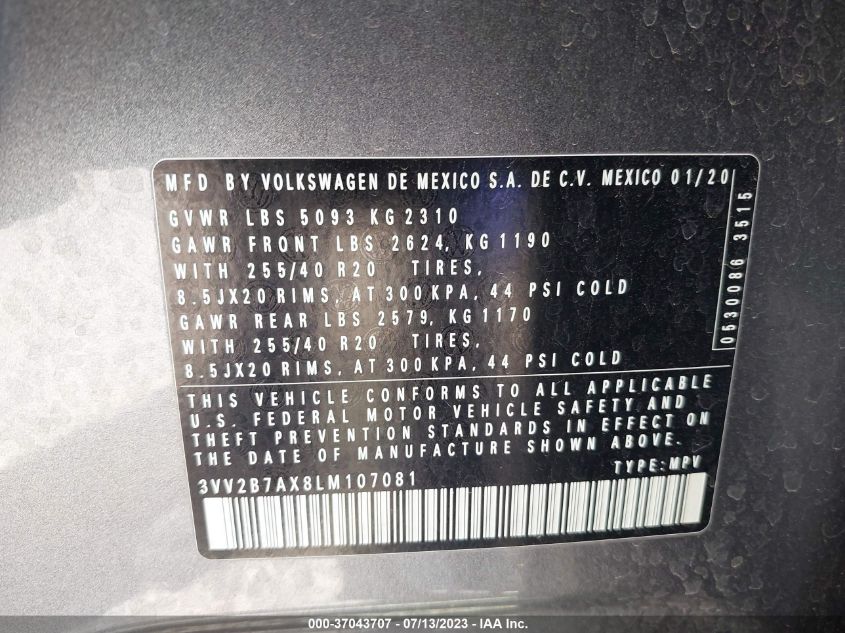 MFD BY VOLKSWAGEN DE MEXICO S.A. DE C.V. MEXICO 01/20
GVWR LBS 5093 KG 2310
GAWR FRONT LBS 2624, KG 1190
WITH 255/40 R20 TIRES,
8.5JX20 RIMS, AT 300 KPA, 44 PSI COLD
GAWR REAR LBS 2579, KG 1170
WITH 255/40 R20 TIRES,
8.5JX20 RIMS, AT 300 KPA, 44 PSI COLD
0530086 3515
THIS VEHICLE CONFORMS TO ALL APPLICABLE
U.S. FEDERAL MOTOR VEHICLE SAFETY AND
THEFT PREVENTION STANDARDS IN EFFECT ON
THE DATE OF MANUFACTURE SHOWN ABOVE.
TYPE: MPV
3VV2B7AX8LM107081
000-37043707 - 07/13/2023 - IAA Inc.